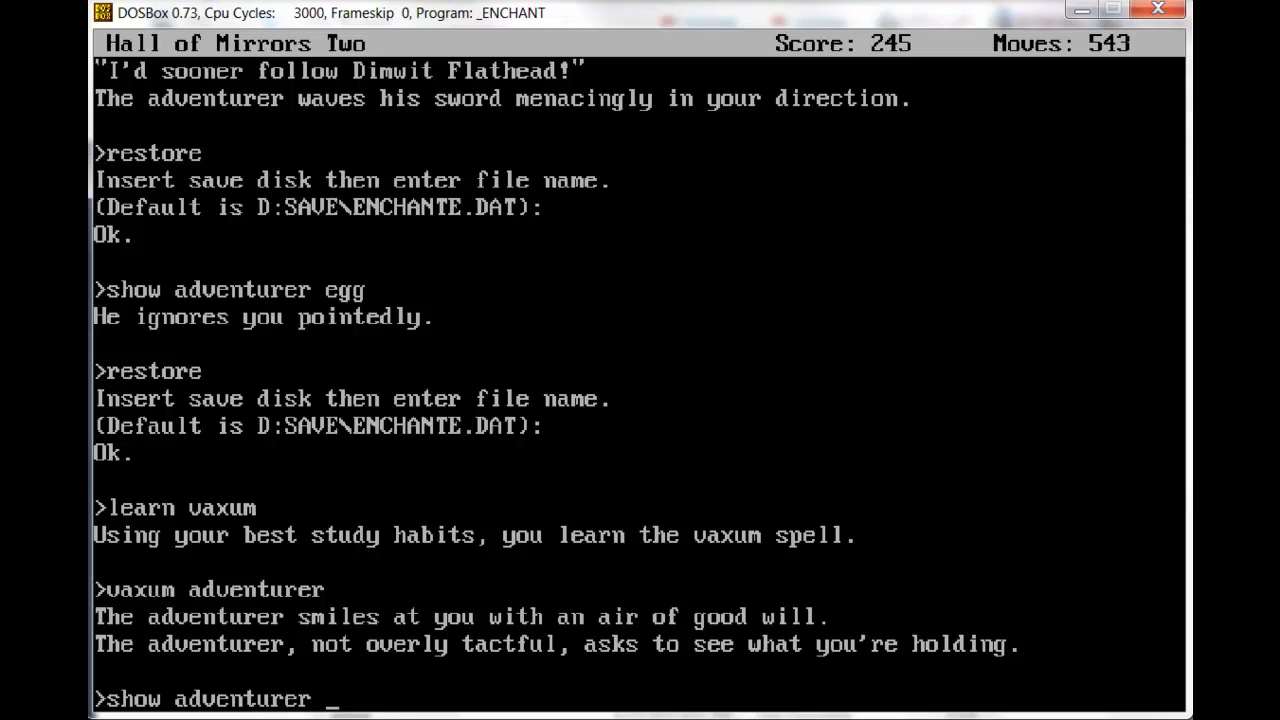 DOSBox 0.73, Cpu Cycles: 3000, Frameskip 0, Program: _ENCHANT
Hall of Mirrors Two Score: 245 Moves: 543
"I'd sooner follow Dimwit Flathead!"
The adventurer waves his sword menacingly in your direction.
>restore
Insert save disk then enter file name.
(Default is D:SAVE\ENCHANTE.DAT):
Ok.
>show adventurer egg
He ignores you pointedly.
>restore
Insert save disk then enter file name.
(Default is D:SAVE\ENCHANTE.DAT):
Ok.
>learn vaxum
Using your best study habits, you learn the vaxum spell.
>vaxum adventurer
The adventurer smiles at you with an air of good will.
The adventurer, not overly tactful, asks to see what you're holding.
>show adventurer _